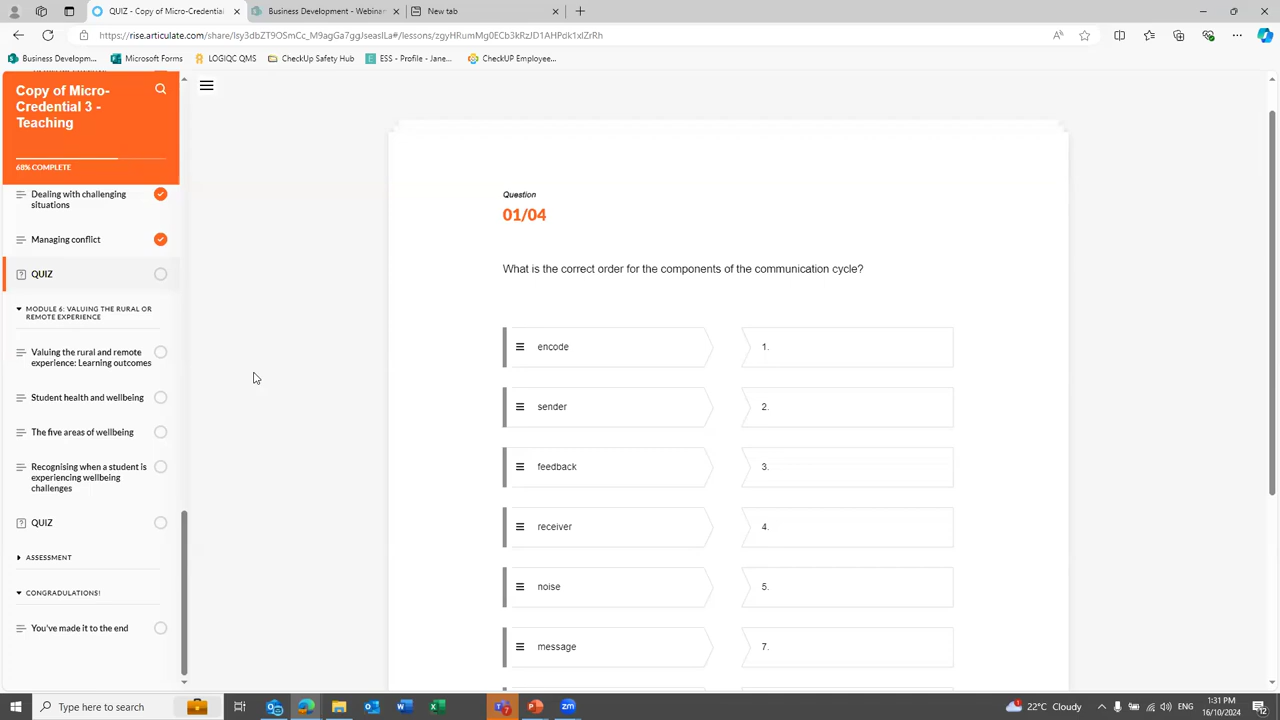 QUIZ - Copy of Micro-Credential 3 -
Business Development - Webinar
New tab
https://rise.articulate.com/share/
Business Developm...
Microsoft Forms
LOGIQC QMS
CheckUP Safety Hub
ESS - Profile - Jane...
CheckUP Employee...
Copy of Micro-
Credential 3 -
Teaching
68% COMPLETE
Dealing with challenging
situations
Managing conflict
QUIZ
MODULE 6: VALUING THE RURAL OR
REMOTE EXPERIENCE
Valuing the rural and remote
experience: Learning outcomes
Student health and wellbeing
The five areas of wellbeing
Recognising when a student is
experiencing wellbeing
challenges
QUIZ
ASSESSMENT
CONGRADULATIONS!
You've made it to the end
Question
01/04
What is the correct order for the components of the communication cycle?
encode
1.
sender
2.
feedback
3.
receiver
4.
noise
5.
message
7.
Type here to search
22°C Cloudy
1:31 PM
16/10/2024